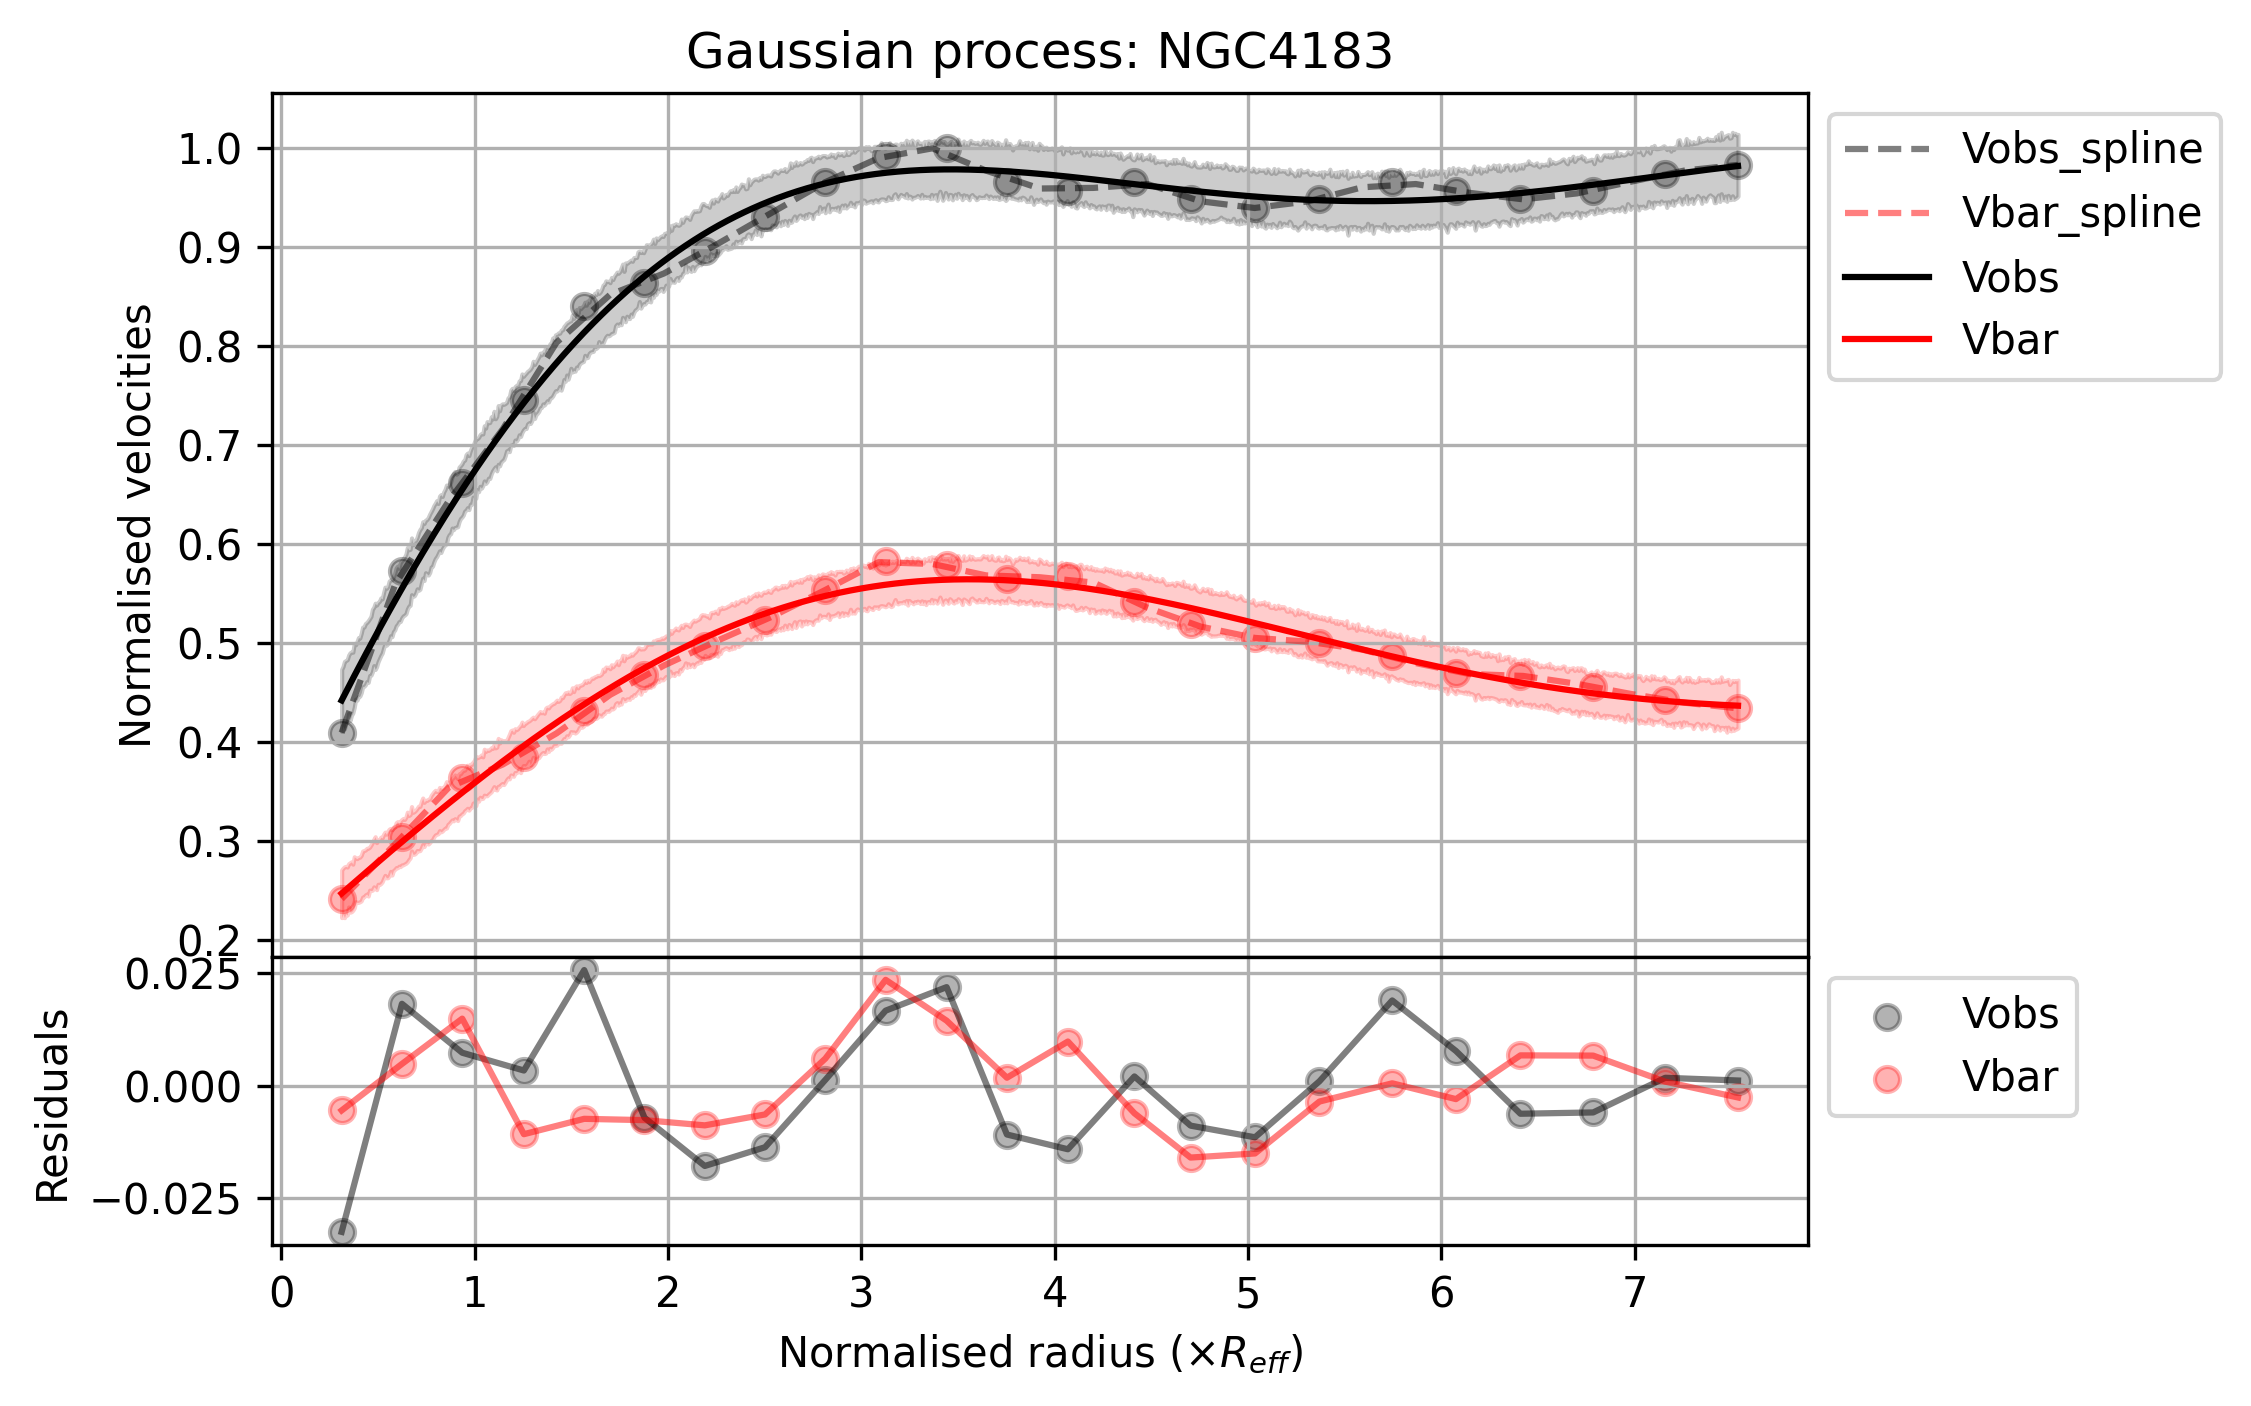 Gaussian process: NGC4183
1.0
0.9
0.8
0.7
0.6
0.5
0.4
0.3
0.2
Normalised velocities
Vobs_spline
Vbar_spline
Vobs
Vbar
0.025
0.000
−0.025
Residuals
Vobs
Vbar
0 1 2 3 4 5 6 7
Normalised radius (×R_eff)